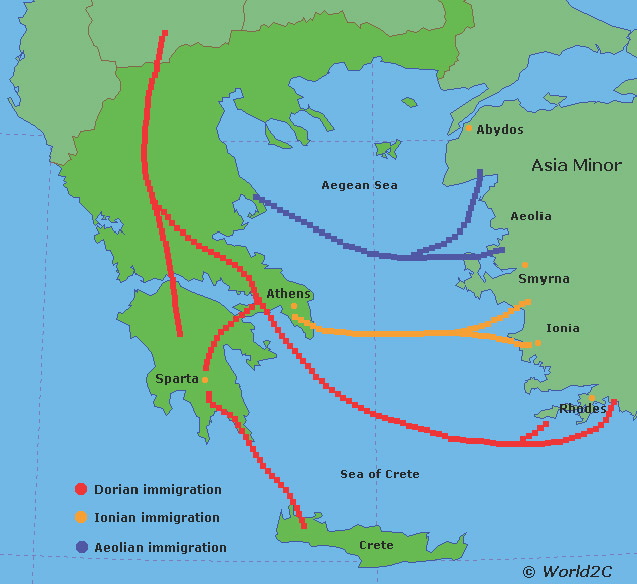 Abydos
Asia Minor
Aegean Sea
Aeolia
Smyrna
Athens
Ionia
Sparta
Rhodes
Sea of Crete
Dorian immigration
Ionian immigration
Aeolian immigration
Crete
© World2C